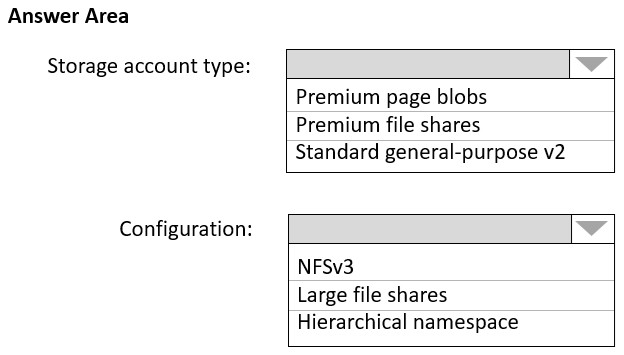 Answer Area
Storage account type:
Premium page blobs
Premium file shares
Standard general-purpose v2
Configuration:
NFSv3
Large file shares
Hierarchical namespace